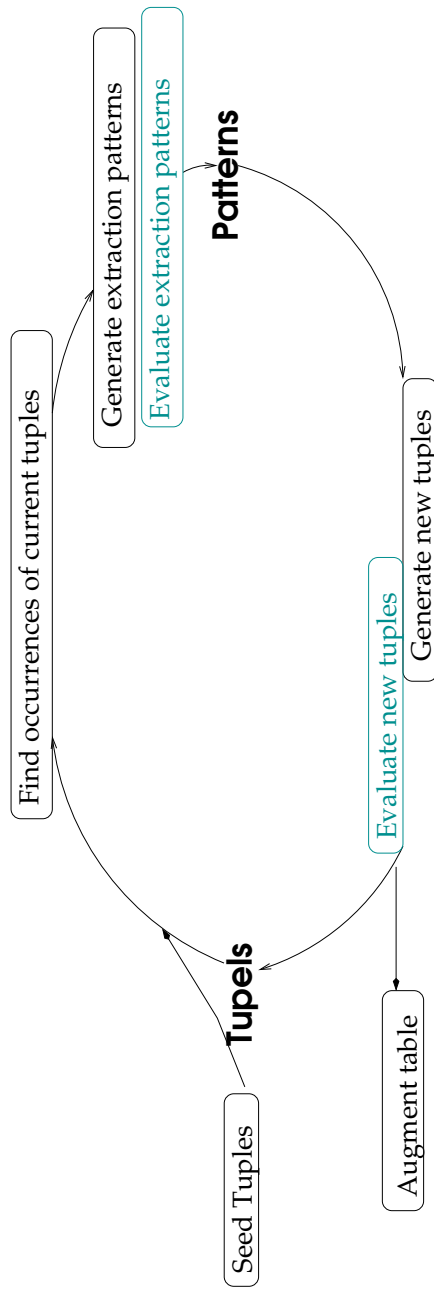 Find occurrences of current tuples
Generate extraction patterns
Evaluate extraction patterns
Patterns
Tupels
Seed Tuples
Evaluate new tuples
Generate new tuples
Augment table